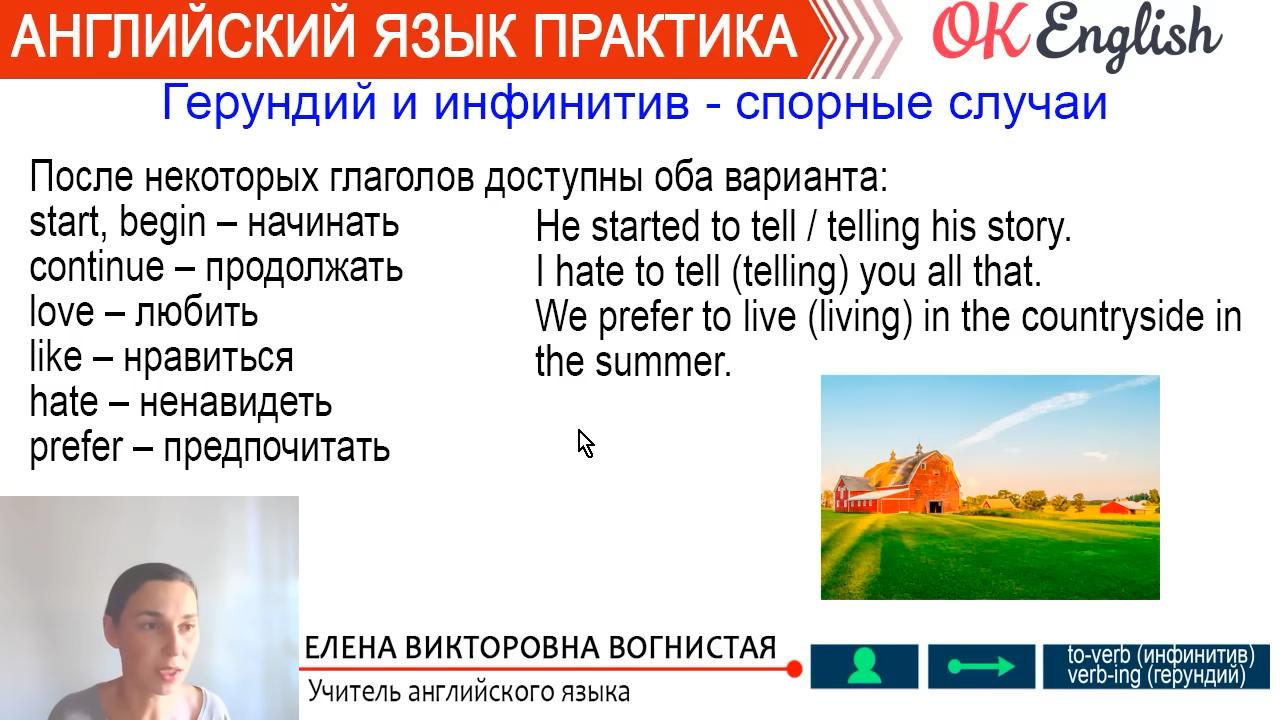 АНГЛИЙСКИЙ ЯЗЫК ПРАКТИКА
OK English
Герундий и инфинитив - спорные случаи
После некоторых глаголов доступны оба варианта:
start, begin – начинать
continue – продолжать
love – любить
like – нравиться
hate – ненавидеть
prefer – предпочитать
He started to tell / telling his story.
I hate to tell (telling) you all that.
We prefer to live (living) in the countryside in
the summer.
ЕЛЕНА ВИКТОРОВНА ВОГНИСТАЯ
Учитель английского языка
to-verb (инфинитив)
verb-ing (герундий)